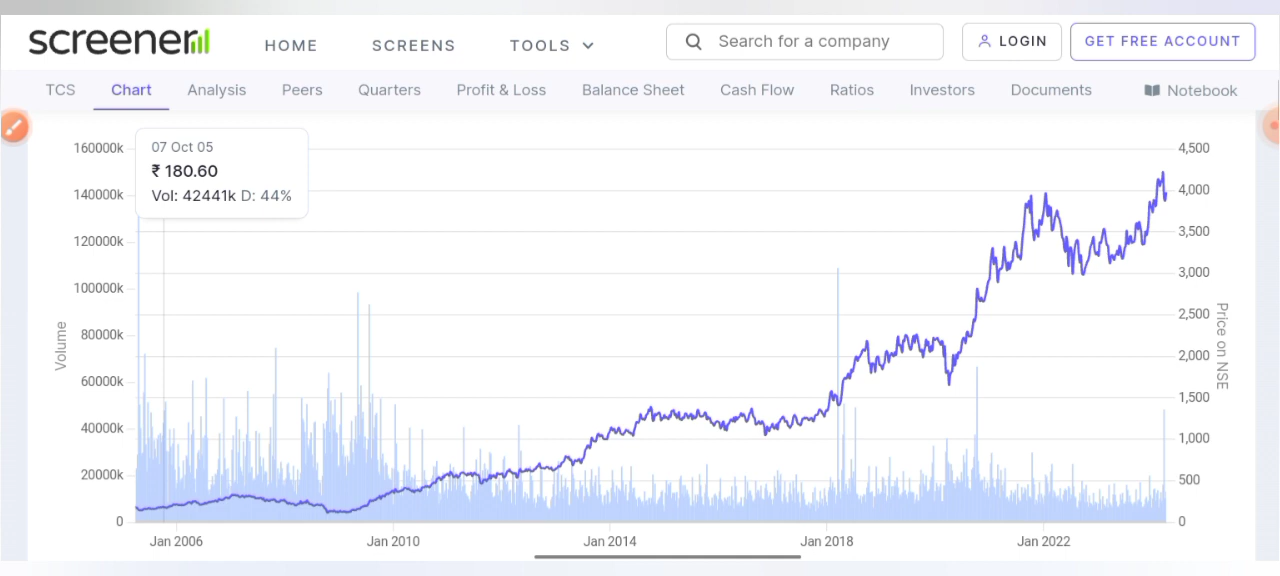 screener
HOME
SCREENS
TOOLS
Search for a company
LOGIN
GET FREE ACCOUNT
TCS
Chart
Analysis
Peers
Quarters
Profit & Loss
Balance Sheet
Cash Flow
Ratios
Investors
Documents
Notebook
07 Oct 05
₹ 180.60
Vol: 42441k D: 44%
160000k
140000k
120000k
100000k
80000k
60000k
40000k
20000k
0
Volume
4,500
4,000
3,500
3,000
2,500
2,000
1,500
1,000
500
0
Price on NSE
Jan 2006
Jan 2010
Jan 2014
Jan 2018
Jan 2022